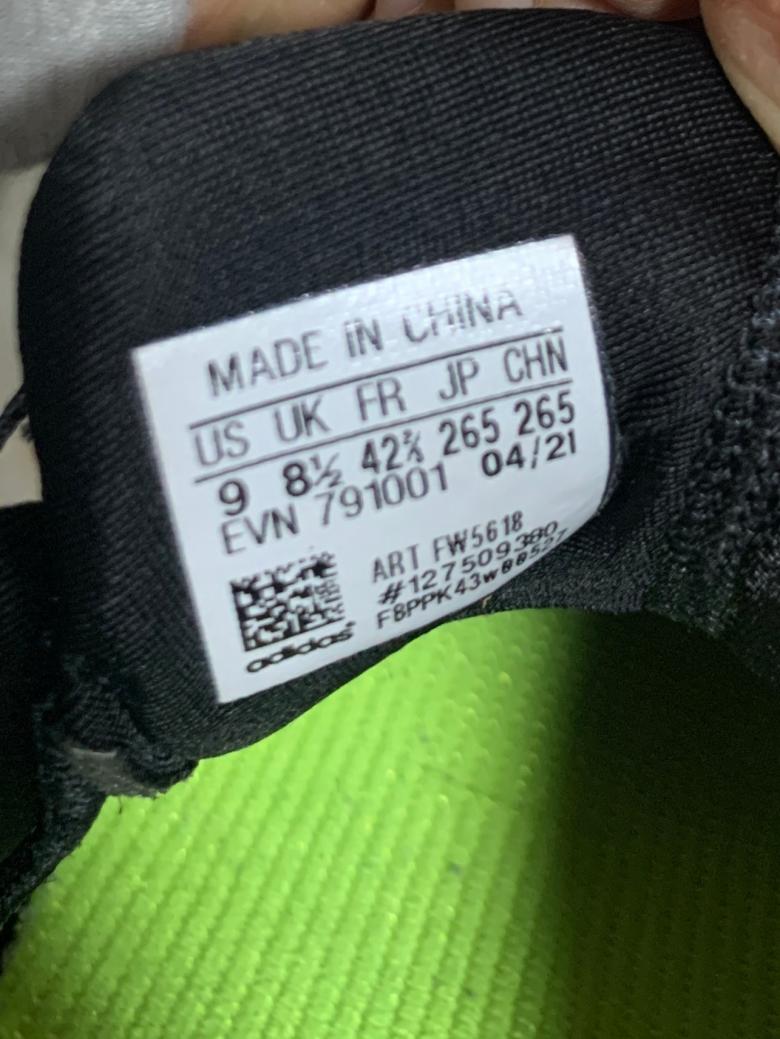 MADE IN CHINA
US UK FR JP CHN
9 8½ 42⅔ 265 265
EVN 791001 04/21
ART FW5618
#127509380
F8PPK43W00527
adidas